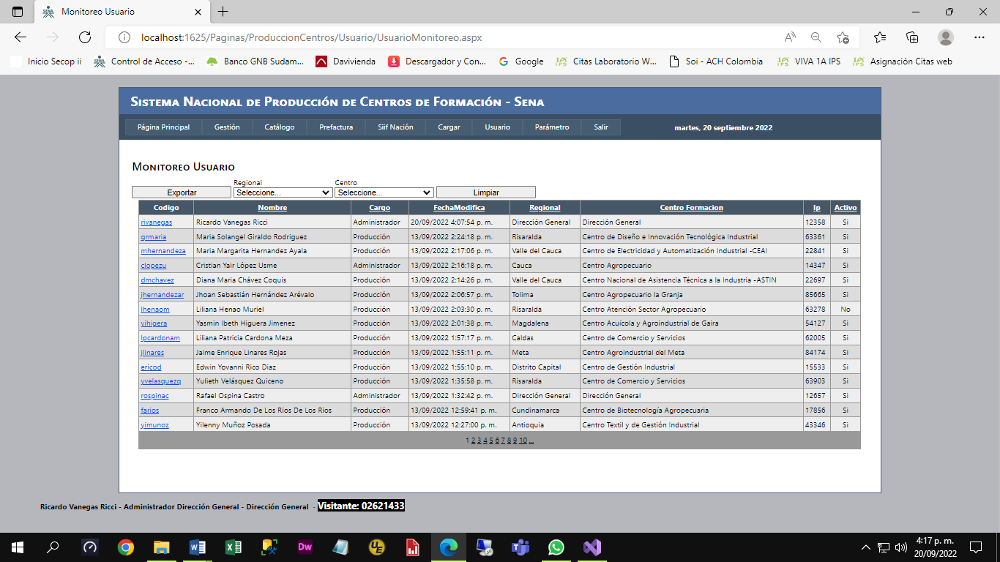 Monitoreo Usuario
localhost:1625/Paginas/ProduccionCentros/Usuario/UsuarioMonitoreo.aspx
Inicio Secop ii Control de Acceso -... Banco GNB Sudam... Davivienda Descargador y Con... Google Citas Laboratorio W... Soi - ACH Colombia VIVA 1A IPS Asignación Citas web
Sistema Nacional de Producción de Centros de Formación - Sena
Página Principal Gestión Catálogo Prefactura Siif Nación Cargar Usuario Parámetro Salir martes, 20 septiembre 2022
Monitoreo Usuario
Regional Centro
Exportar Seleccione... Seleccione... Limpiar
Codigo Nombre Cargo FechaModifica Regional Centro Formacion Ip Activo
rivanegas Ricardo Vanegas Ricci Administrador 20/09/2022 4:07:54 p. m. Dirección General Dirección General 12358 Si
grmaria Maria Solangel Giraldo Rodriguez Producción 13/09/2022 2:24:18 p. m. Risaralda Centro de Diseño e Innovación Tecnológica Industrial 63361 Si
mhernandeza Maria Margarita Hernandez Ayala Producción 13/09/2022 2:17:06 p. m. Valle del Cauca Centro de Electricidad y Automatización Industrial -CEAI 22841 Si
clopezu Cristian Yair López Usme Administrador 13/09/2022 2:16:18 p. m. Cauca Centro Agropecuario 14347 Si
dmchavez Diana Maria Chávez Coquis Producción 13/09/2022 2:14:26 p. m. Valle del Cauca Centro Nacional de Asistencia Técnica a la Industria -ASTIN 22697 Si
jhernandezar Jhoan Sebastián Hernández Arévalo Producción 13/09/2022 2:06:57 p. m. Tolima Centro Agropecuario la Granja 85665 Si
lhenaom Liliana Henao Muriel Producción 13/09/2022 2:03:30 p. m. Risaralda Centro Atención Sector Agropecuario 63278 No
yihigera Yasmin Ibeth Higuera Jimenez Producción 13/09/2022 2:01:38 p. m. Magdalena Centro Acuícola y Agroindustrial de Gaira 54127 Si
lpcardonam Liliana Patricia Cardona Meza Producción 13/09/2022 1:57:17 p. m. Caldas Centro de Comercio y Servicios 62005 Si
jlinares Jaime Enrique Linares Rojas Producción 13/09/2022 1:55:11 p. m. Meta Centro Agroindustrial del Meta 84174 Si
ericod Edwin Yovanni Rico Diaz Producción 13/09/2022 1:55:10 p. m. Distrito Capital Centro de Gestión Industrial 15533 Si
yvelasquezq Yulieth Velásquez Quiceno Producción 13/09/2022 1:35:58 p. m. Risaralda Centro de Comercio y Servicios 63903 Si
rospinac Rafael Ospina Castro Administrador 13/09/2022 1:32:42 p. m. Dirección General Dirección General 12657 Si
farios Franco Armando De Los Rios De Los Rios Producción 13/09/2022 12:59:41 p. m. Cundinamarca Centro de Biotecnología Agropecuaria 17856 Si
yimunoz Yilenny Muñoz Posada Producción 13/09/2022 12:27:00 p. m. Antioquia Centro Textil y de Gestión Industrial 43346 Si
1 2 3 4 5 6 7 8 9 10 ...
Ricardo Vanegas Ricci - Administrador Dirección General - Dirección General - Visitante: 02621433
4:17 p. m.
20/09/2022